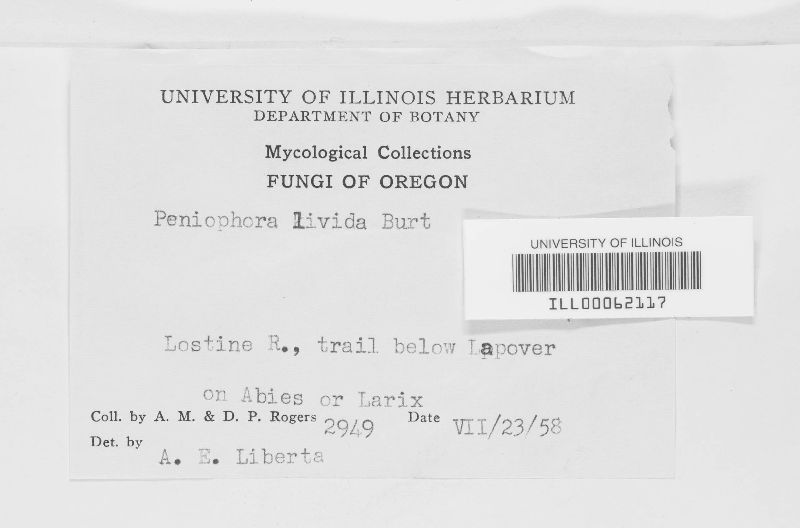 UNIVERSITY OF ILLINOIS HERBARIUM
DEPARTMENT OF BOTANY
Mycological Collections
FUNGI OF OREGON
Peniophora livida Burt
UNIVERSITY OF ILLINOIS
ILL00062117
Lostine R., trail below Lapover
on Abies or Larix
Coll. by A. M. & D. P. Rogers 2949 Date VII/23/58
Det. by A. E. Liberta